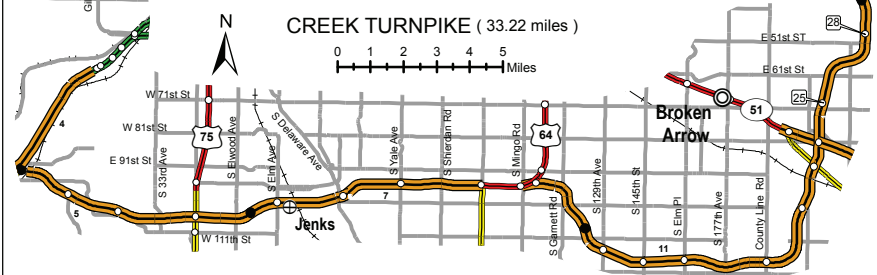 Gil
N
CREEK TURNPIKE ( 33.22 miles )
0 1 2 3 4 5
Miles
28
E 51st ST
E 61st St
W 71st St
25
Broken
Arrow
51
4
W 81st St
75
S Elwood Ave
S Elm Ave
S Delaware Ave
S Yale Ave
S Shierdan Rd
S Mingo Rd
64
E 91st St
S 33rd Ave
S Garnett Rd
S 129th Ave
S 145th St
S Elm Pl
S 177th Ave
County Line Rd
5
7
Jenks
W 111th St
11